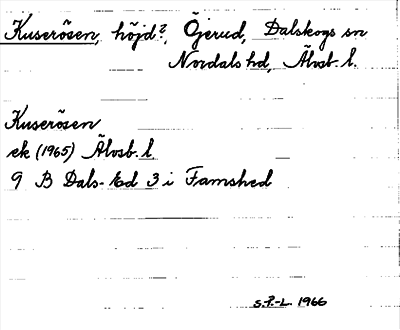 Kuserösen, höjd?, Öjerud, Dalskogs sn
Nordals hd, Älvsb. l.
Kuserösen
ek (1965) Älvsb. l
9 B Dals-Ed 3 i Famshed
S.P.-L. 1966